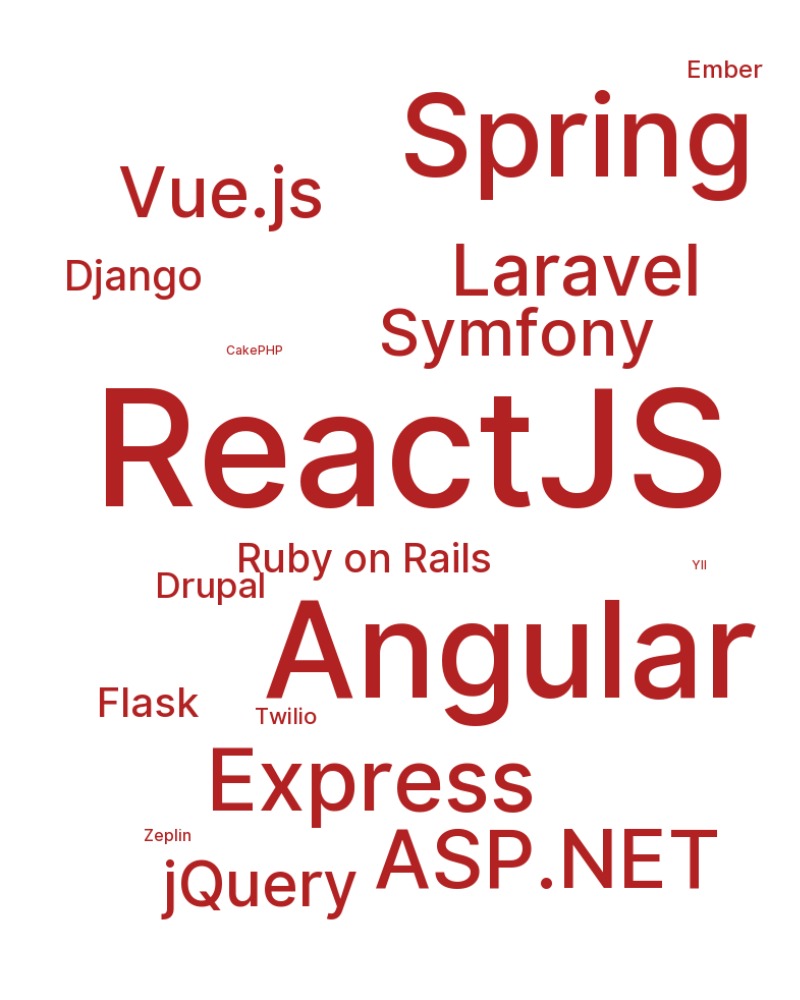 Ember
Spring
Vue.js
Laravel
Django
Symfony
CakePHP
ReactJS
Ruby on Rails
YII
Drupal
Angular
Flask
Twilio
Express
Zeplin
ASP.NET
jQuery